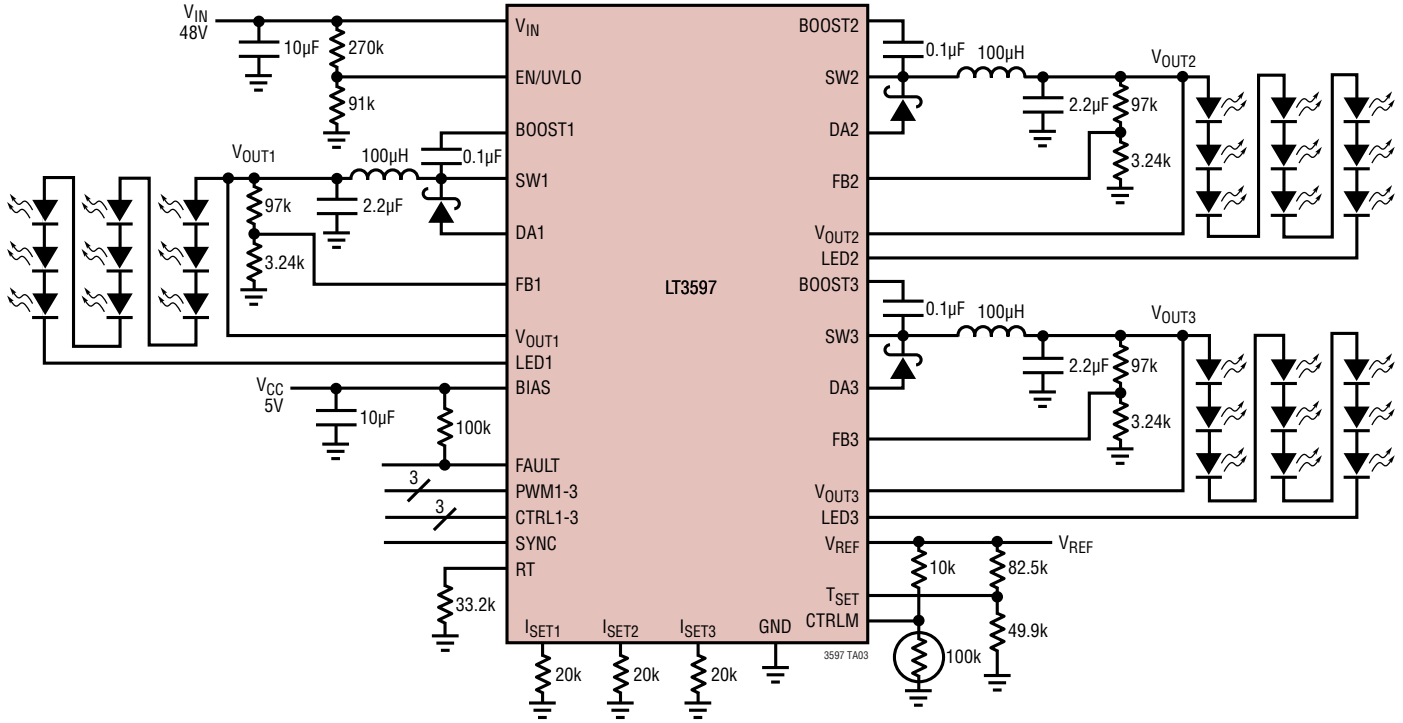 VIN
48V
10µF
270k
91k
VIN
EN/UVLO
BOOST1
0.1µF
100µH
VOUT1
SW1
97k
2.2µF
DA1
3.24k
FB1
VOUT1
LED1
VCC
5V
BIAS
10µF
100k
FAULT
3
PWM1-3
3
CTRL1-3
SYNC
RT
33.2k
ISET1
ISET2
ISET3
GND
20k
20k
20k
LT3597
BOOST2
0.1µF
100µH
VOUT2
SW2
2.2µF
97k
DA2
3.24k
FB2
VOUT2
LED2
BOOST3
0.1µF
100µH
VOUT3
SW3
2.2µF
97k
DA3
3.24k
FB3
VOUT3
LED3
VREF
VREF
10k
82.5k
TSET
CTRLM
49.9k
100k
3597 TA03